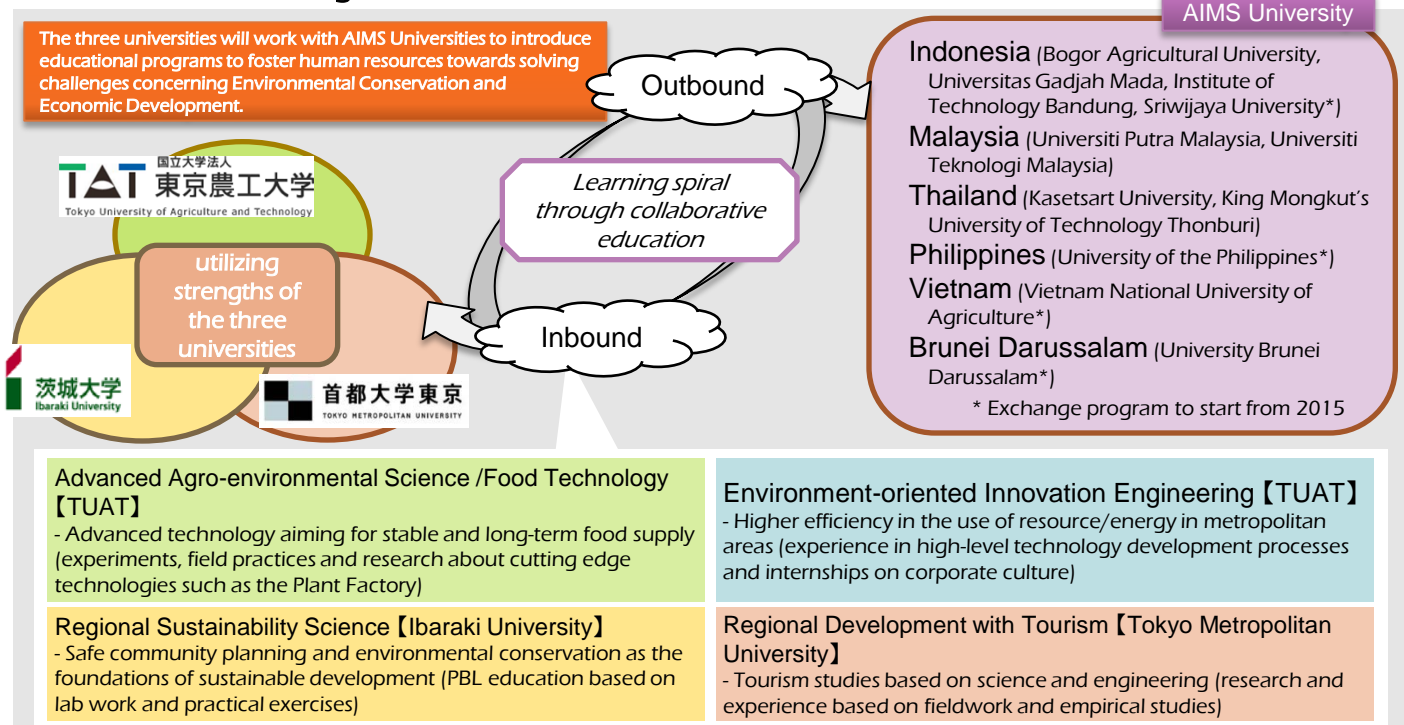 AIMS University
The three universities will work with AIMS Universities to introduce
educational programs to foster human resources towards solving
challenges concerning Environmental Conservation and
Economic Development.
Outbound
Indonesia (Bogor Agricultural University,
Universitas Gadjah Mada, Institute of
Technology Bandung, Sriwijaya University*)
Malaysia (Universiti Putra Malaysia, Universiti
Teknologi Malaysia)
Thailand (Kasetsart University, King Mongkut's
University of Technology Thonburi)
Philippines (University of the Philippines*)
Vietnam (Vietnam National University of
Agriculture*)
Brunei Darussalam (University Brunei
Darussalam*)
* Exchange program to start from 2015
TAT
国立大学法人
東京農工大学
Tokyo University of Agriculture and Technology
Learning spiral
through collaborative
education
utilizing
strengths of
the three
universities
Inbound
茨城大学
Ibaraki University
首都大学東京
TOKYO METROPOLITAN UNIVERSITY
Advanced Agro-environmental Science /Food Technology
【TUAT】
- Advanced technology aiming for stable and long-term food supply
(experiments, field practices and research about cutting edge
technologies such as the Plant Factory)
Environment-oriented Innovation Engineering【TUAT】
- Higher efficiency in the use of resource/energy in metropolitan
areas (experience in high-level technology development processes
and internships on corporate culture)
Regional Sustainability Science【Ibaraki University】
- Safe community planning and environmental conservation as the
foundations of sustainable development (PBL education based on
lab work and practical exercises)
Regional Development with Tourism【Tokyo Metropolitan
University】
- Tourism studies based on science and engineering (research and
experience based on fieldwork and empirical studies)